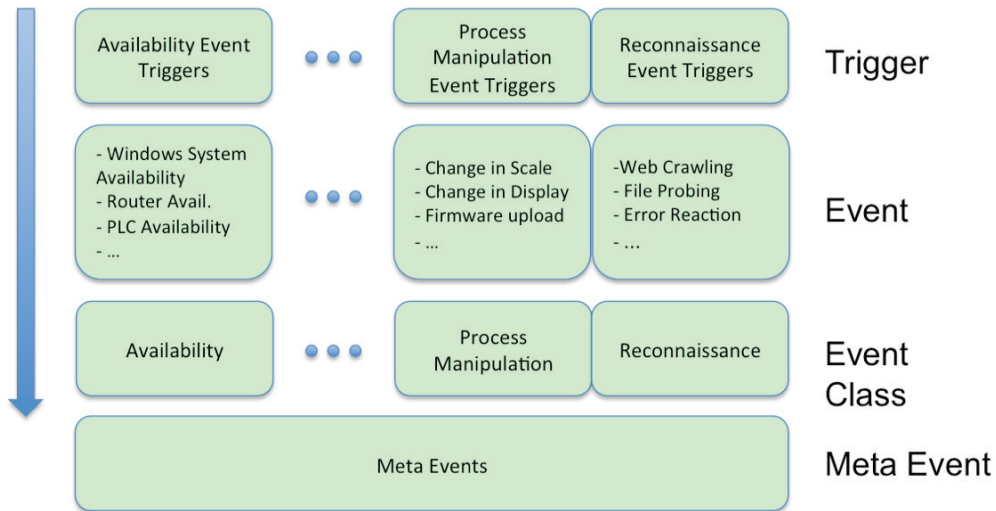 Availability Event
Triggers
Process
Manipulation
Event Triggers
Reconnaissance
Event Triggers
Trigger
- Windows System
Availability
- Router Avail.
- PLC Availability
- ...
- Change in Scale
- Change in Display
- Firmware upload
- ...
-Web Crawling
- File Probing
- Error Reaction
- ...
Event
Availability
Process
Manipulation
Reconnaissance
Event
Class
Meta Events
Meta Event